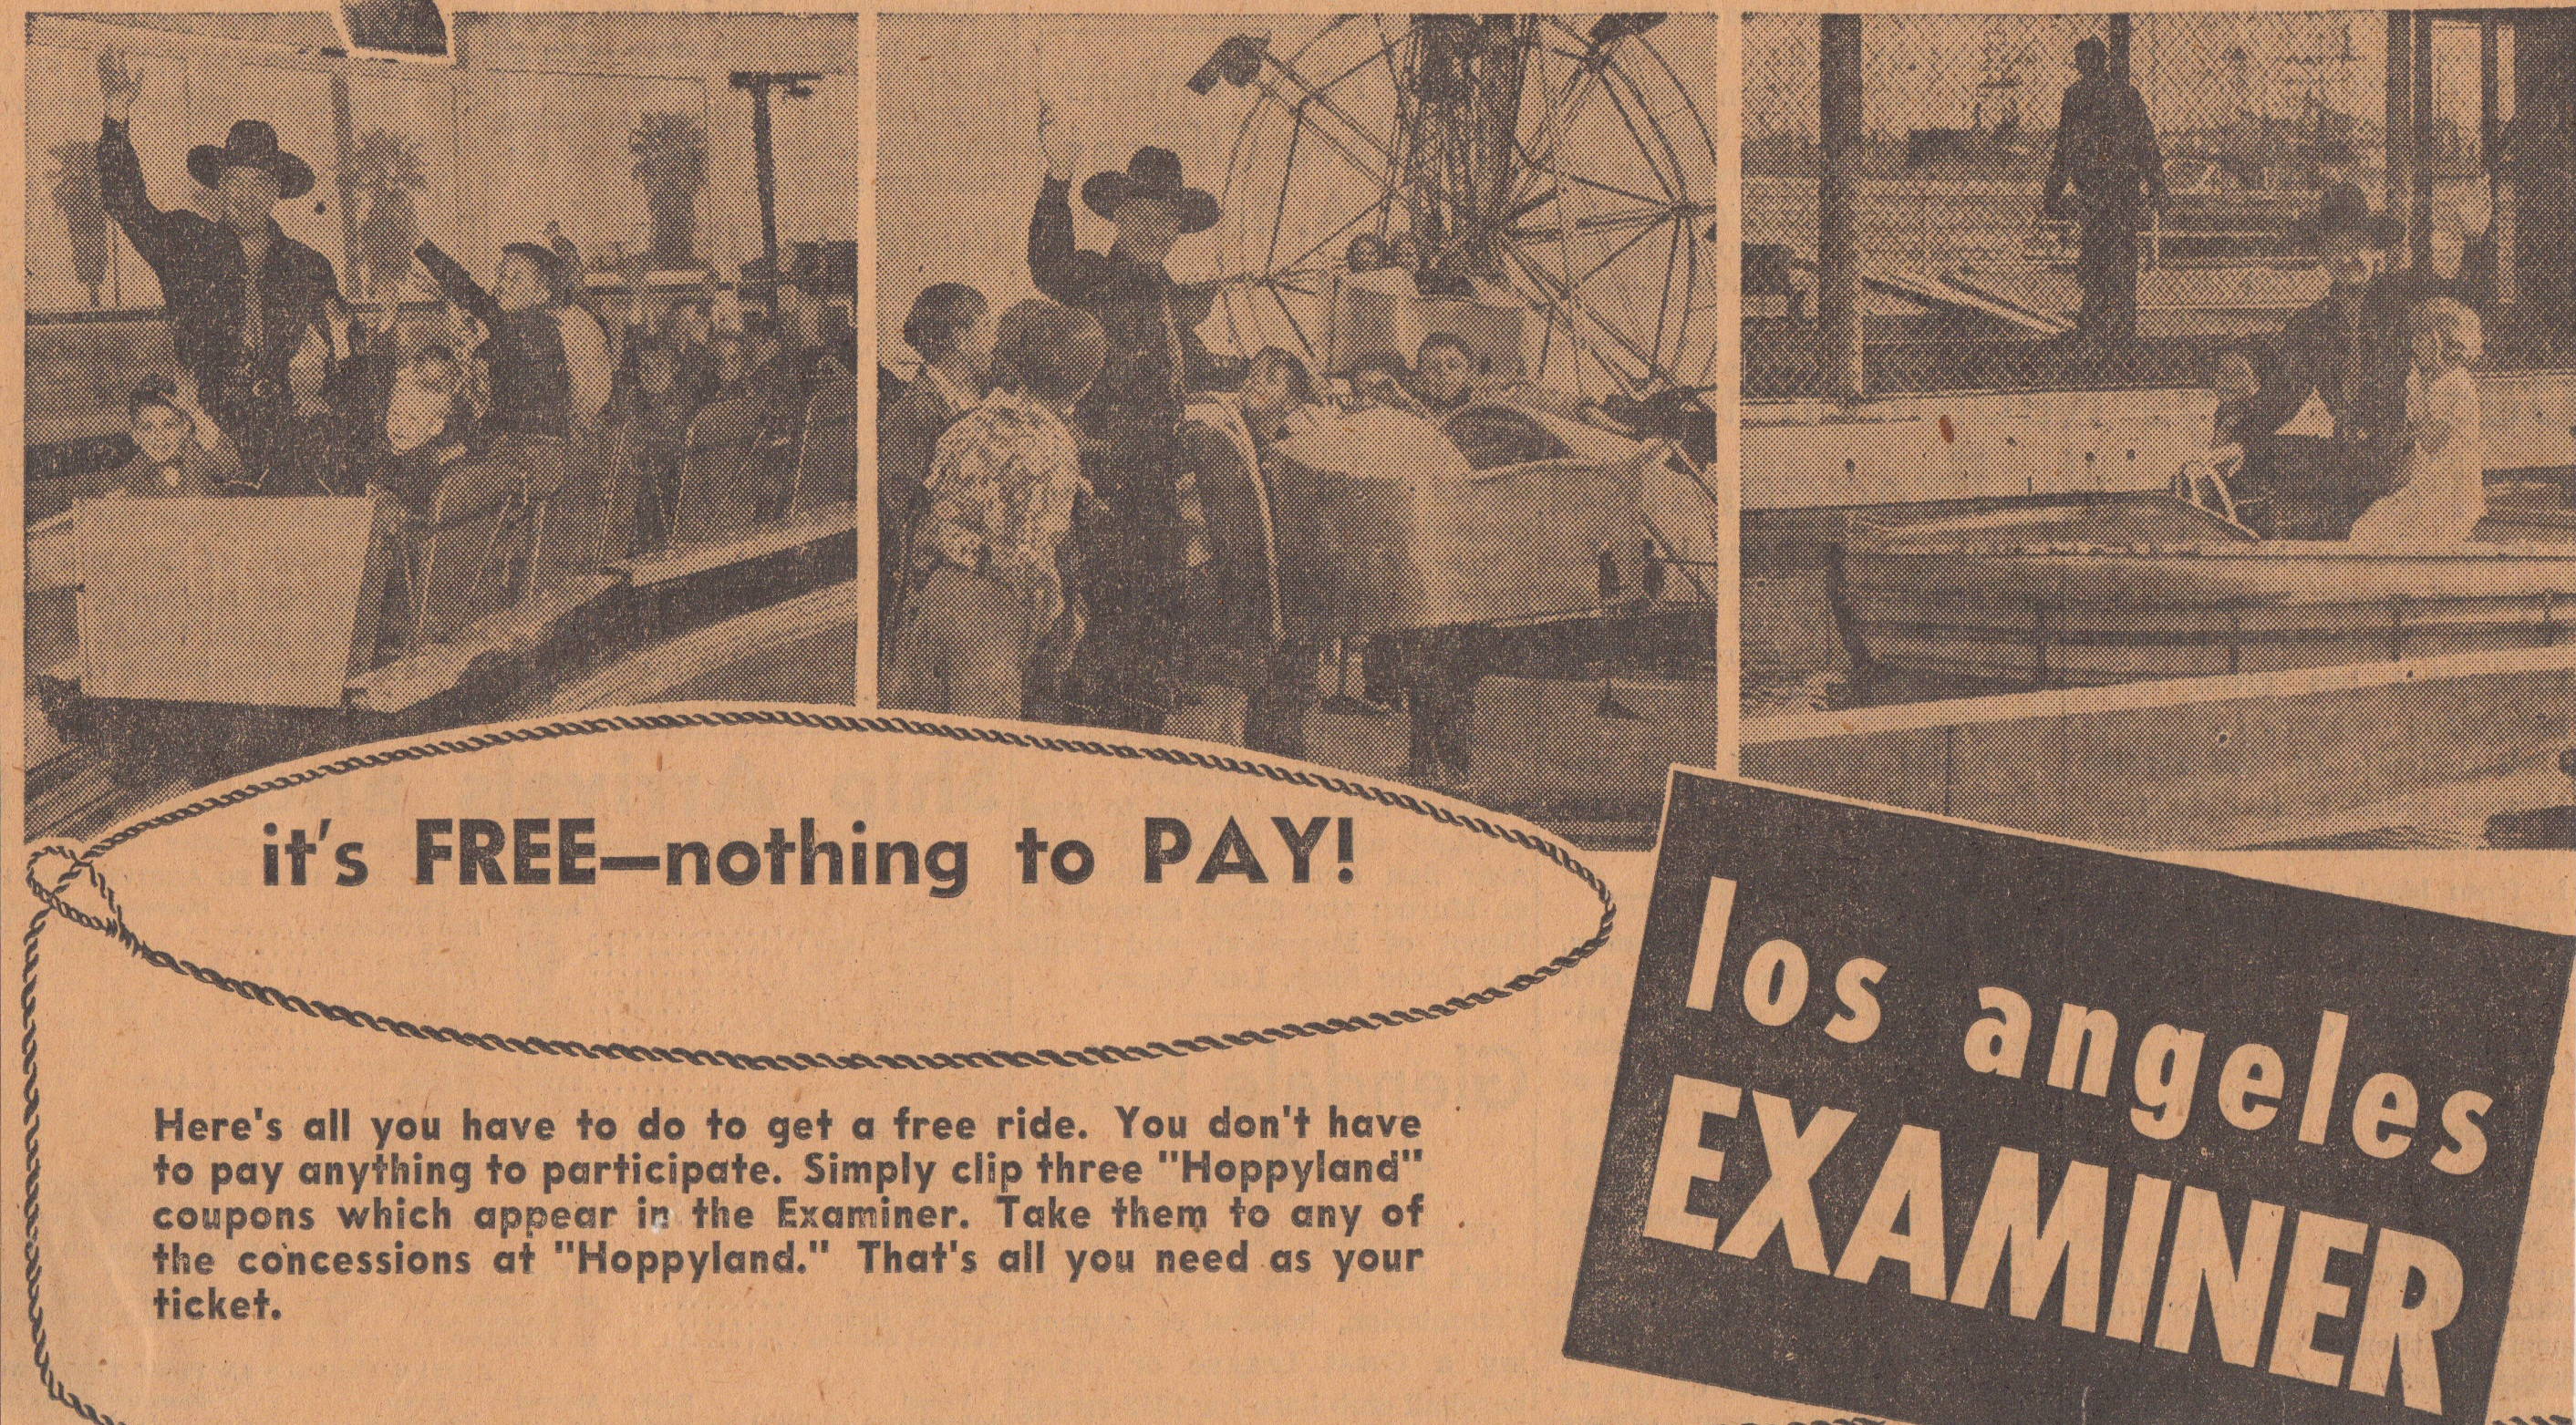 it's FREE—nothing to PAY!
Here's all you have to do to get a free ride. You don't have
to pay anything to participate. Simply clip three "Hoppyland"
coupons which appear in the Examiner. Take them to any of
the concessions at "Hoppyland." That's all you need as your
ticket.
los angeles
EXAMINER